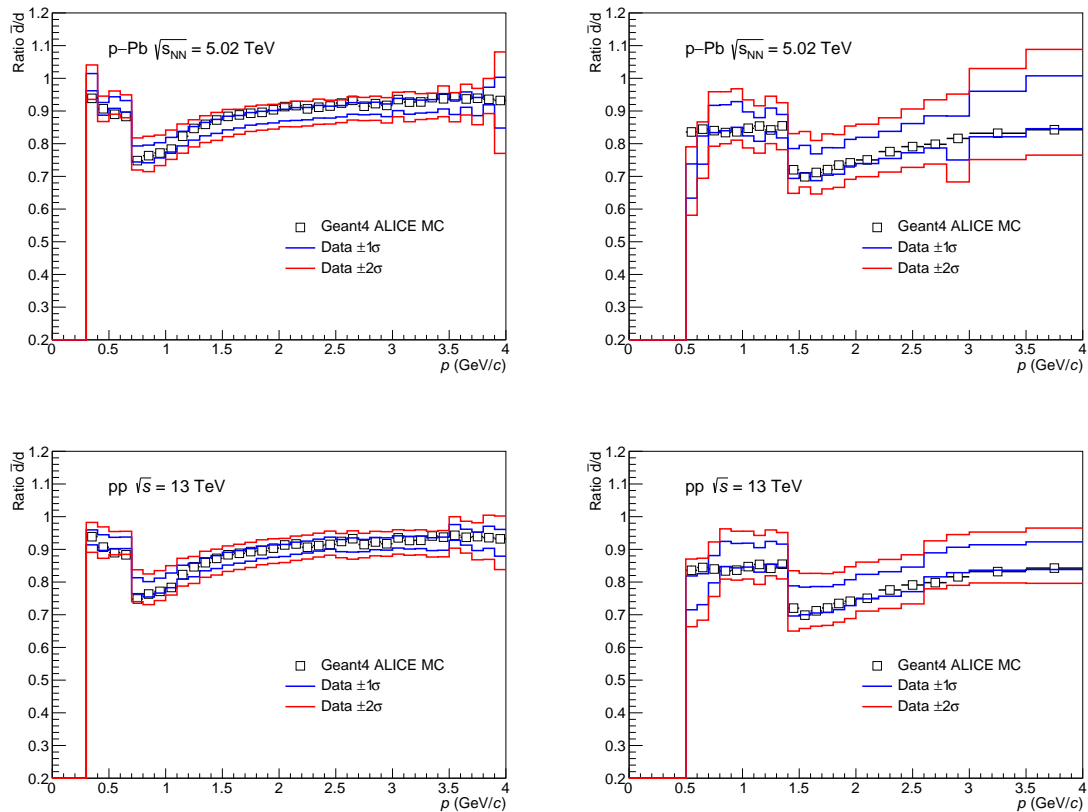 Ratio d̄/d
1.2
1.1
1
0.9
0.8
0.7
0.6
0.5
0.4
0.3
0.2
p–Pb √sNN = 5.02 TeV
Geant4 ALICE MC
Data ±1σ
Data ±2σ
0 0.5 1 1.5 2 2.5 3 3.5 4
p (GeV/c)
Ratio d̄/d
1.2
1.1
1
0.9
0.8
0.7
0.6
0.5
0.4
0.3
0.2
p–Pb √sNN = 5.02 TeV
Geant4 ALICE MC
Data ±1σ
Data ±2σ
0 0.5 1 1.5 2 2.5 3 3.5 4
p (GeV/c)
Ratio d̄/d
1.2
1.1
1
0.9
0.8
0.7
0.6
0.5
0.4
0.3
0.2
pp √s = 13 TeV
Geant4 ALICE MC
Data ±1σ
Data ±2σ
0 0.5 1 1.5 2 2.5 3 3.5 4
p (GeV/c)
Ratio d̄/d
1.2
1.1
1
0.9
0.8
0.7
0.6
0.5
0.4
0.3
0.2
pp √s = 13 TeV
Geant4 ALICE MC
Data ±1σ
Data ±2σ
0 0.5 1 1.5 2 2.5 3 3.5 4
p (GeV/c)